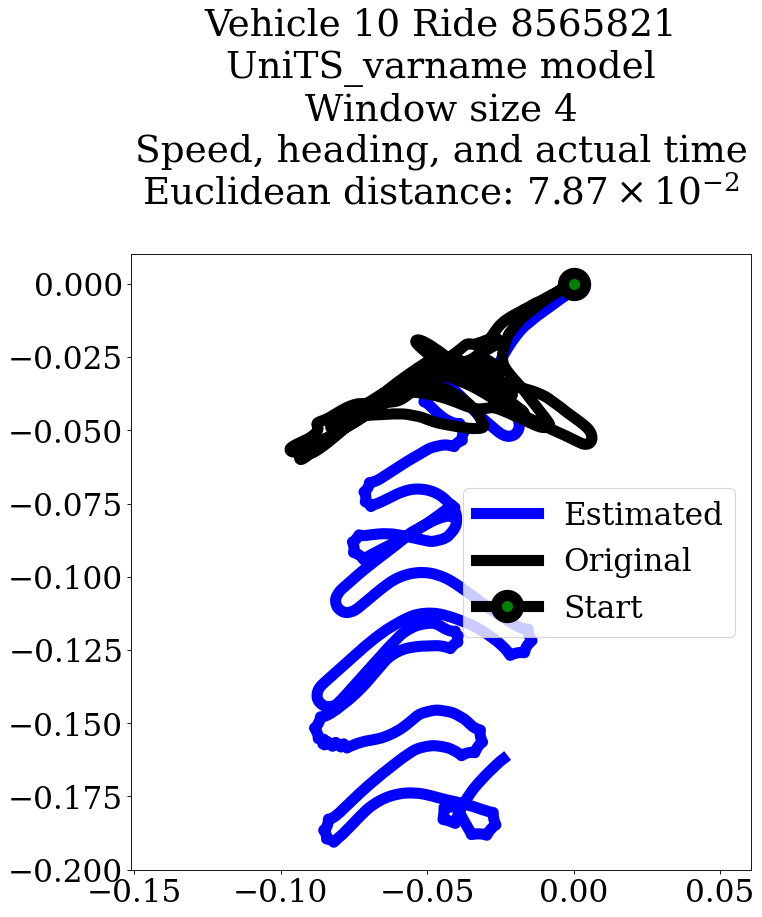 Vehicle 10 Ride 8565821
UniTS_varname model
Window size 4
Speed, heading, and actual time
Euclidean distance: 7.87 × 10⁻²
0.000
−0.025
−0.050
−0.075
−0.100
−0.125
−0.150
−0.175
−0.200
Estimated
Original
Start
−0.15 −0.10 −0.05 0.00 0.05